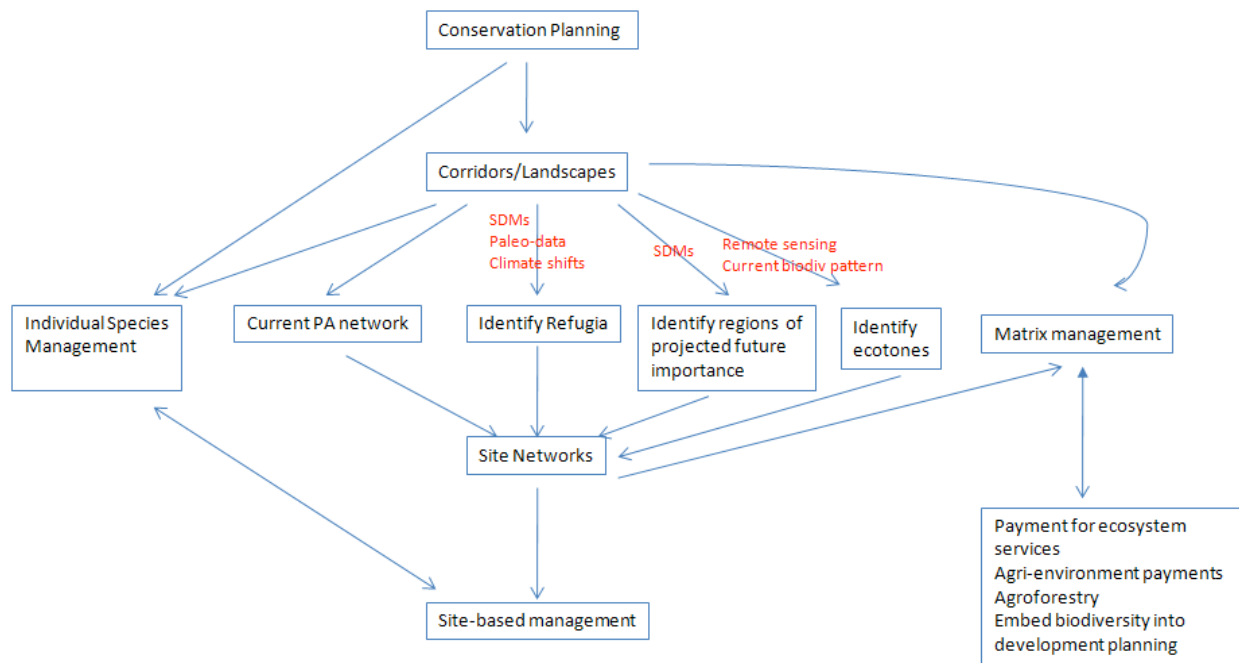 Conservation Planning
Corridors/Landscapes
SDMs
Paleo-data
Climate shifts
SDMs
Remote sensing
Current biodiv pattern
Individual Species
Management
Current PA network
Identify Refugia
Identify regions of
projected future
importance
Identify
ecotones
Matrix management
Site Networks
Site-based management
Payment for ecosystem
services
Agri-environment payments
Agroforestry
Embed biodiversity into
development planning